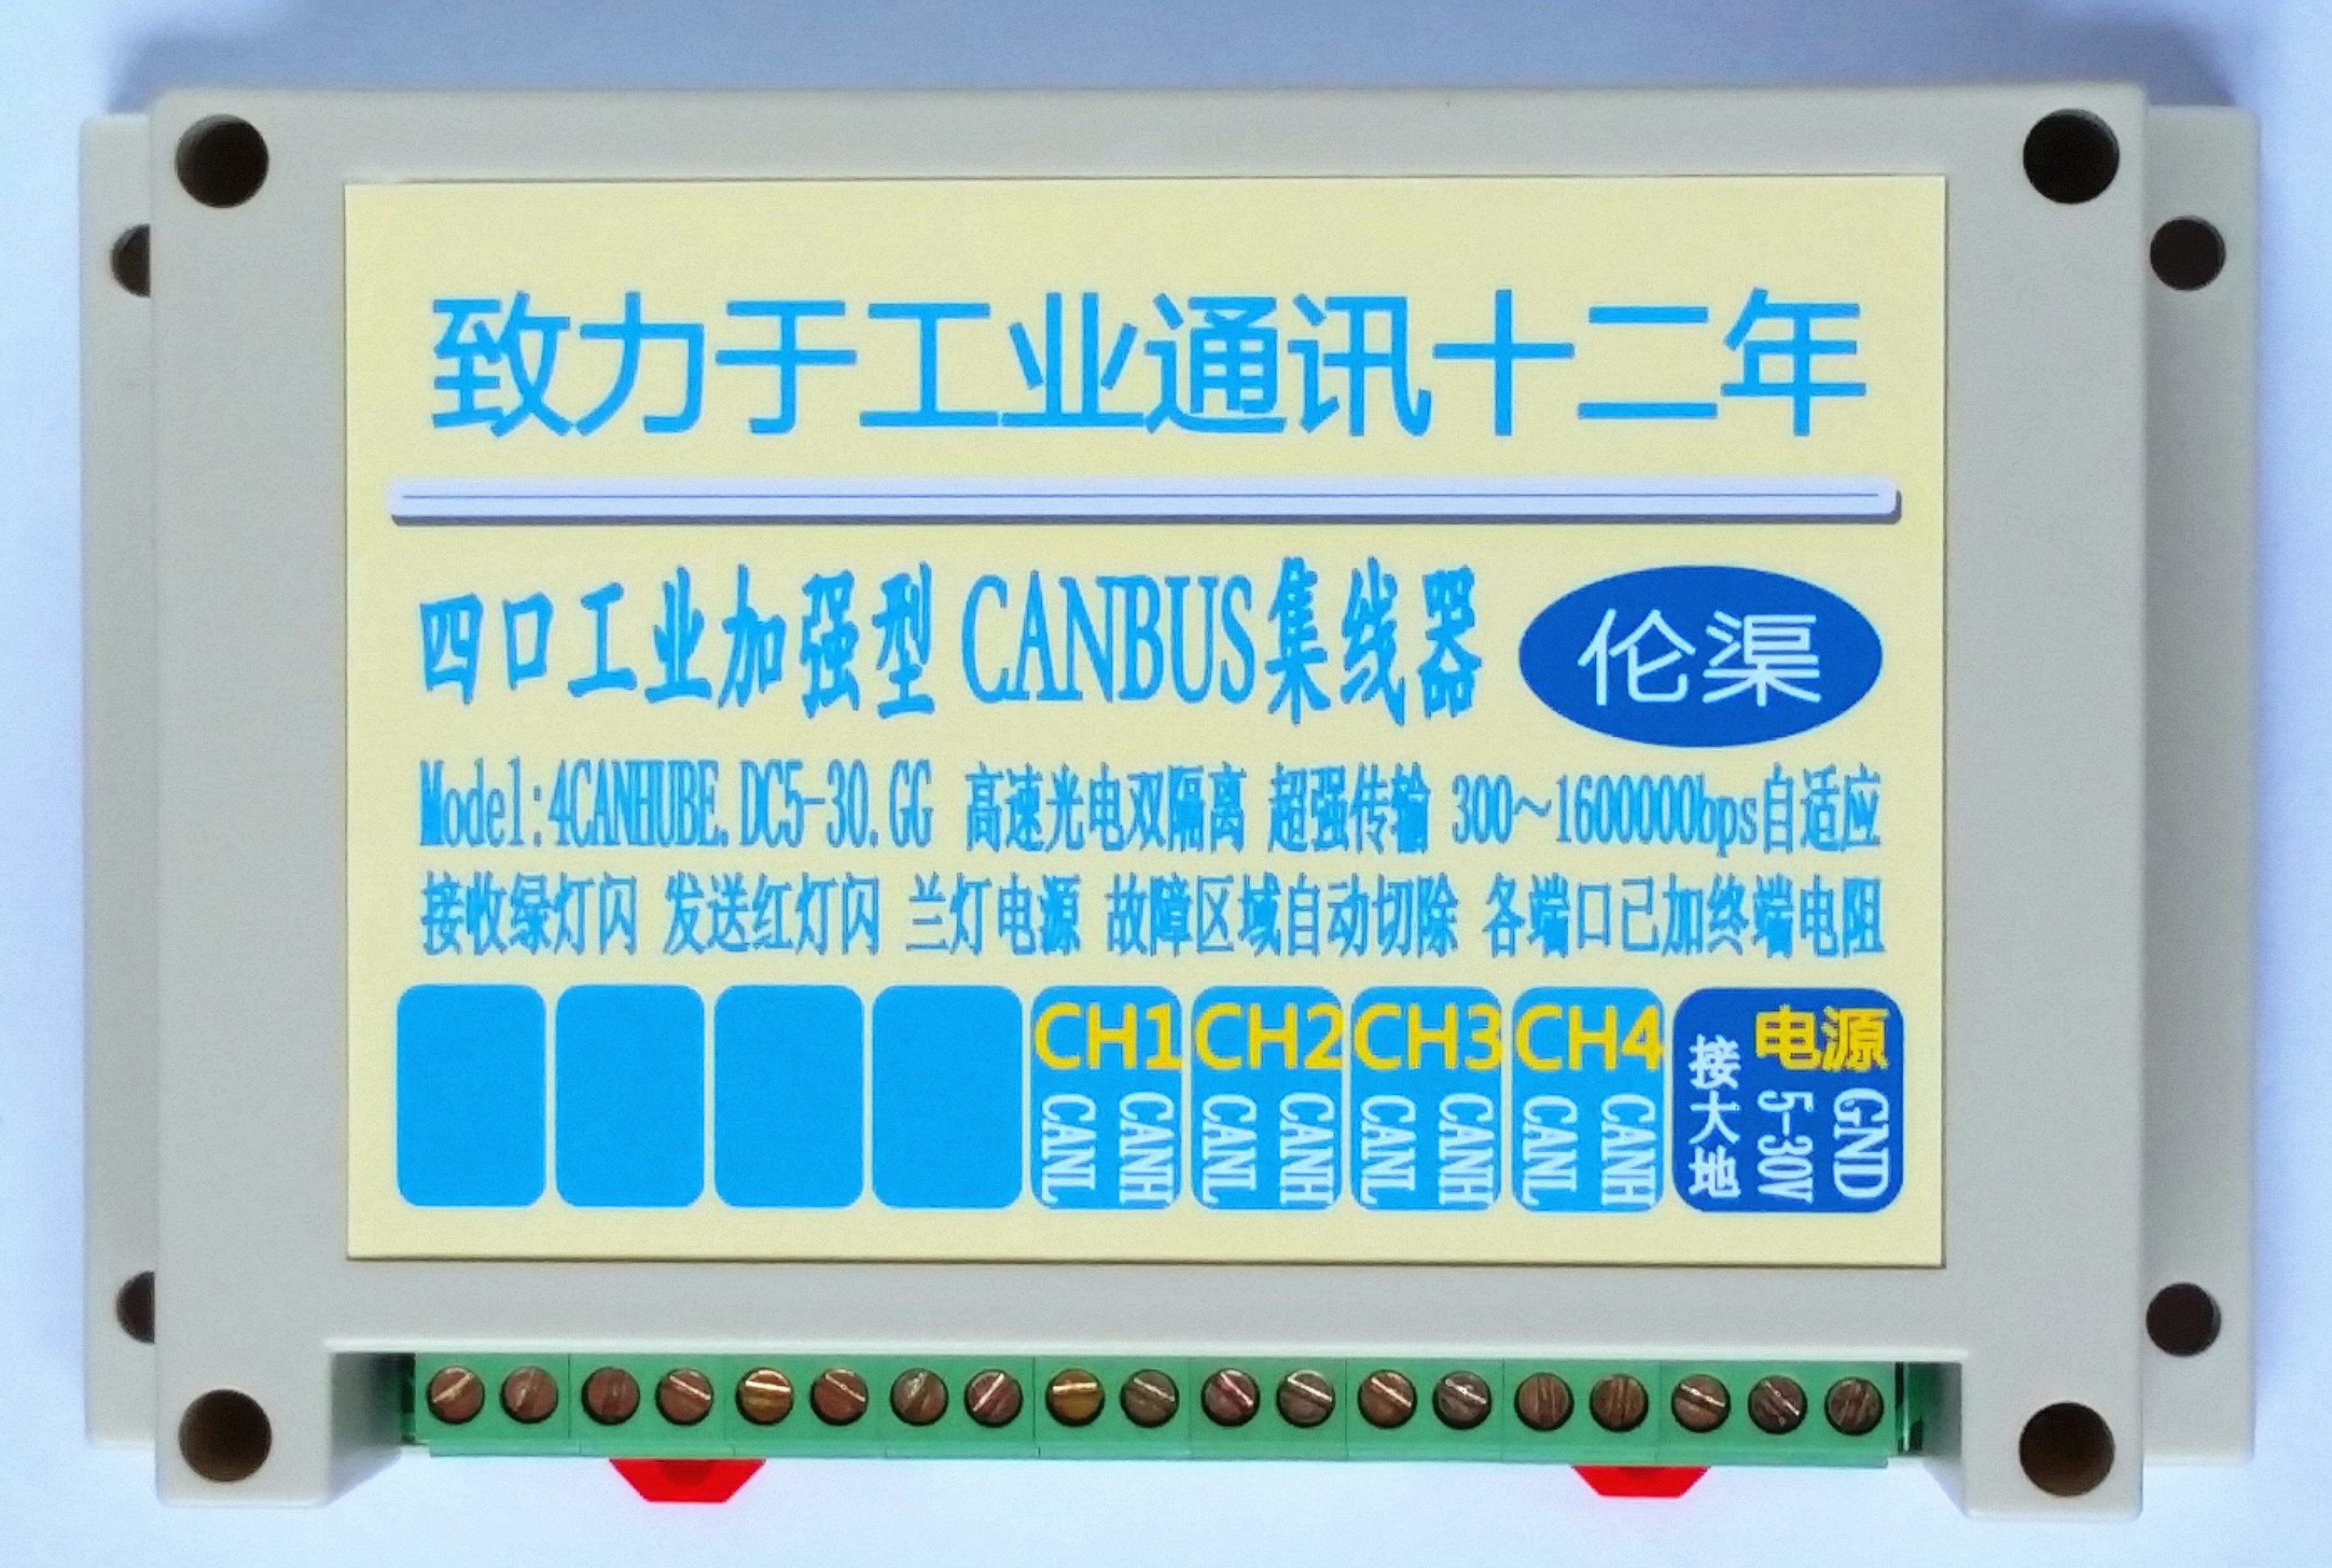 致力于工业通讯十二年
四口工业加强型 CANBUS集线器 伦渠
Model:4CANHUBE.DC5-30.GG 高速光电双隔离 超强传输 300～1600000bps自适应
接收绿灯闪 发送红灯闪 兰灯电源 故障区域自动切除 各端口已加终端电阻
CH1 CH2 CH3 CH4 电源
CANL CANH CANL CANH CANL CANH CANL CANH 接大地 5-30V GND